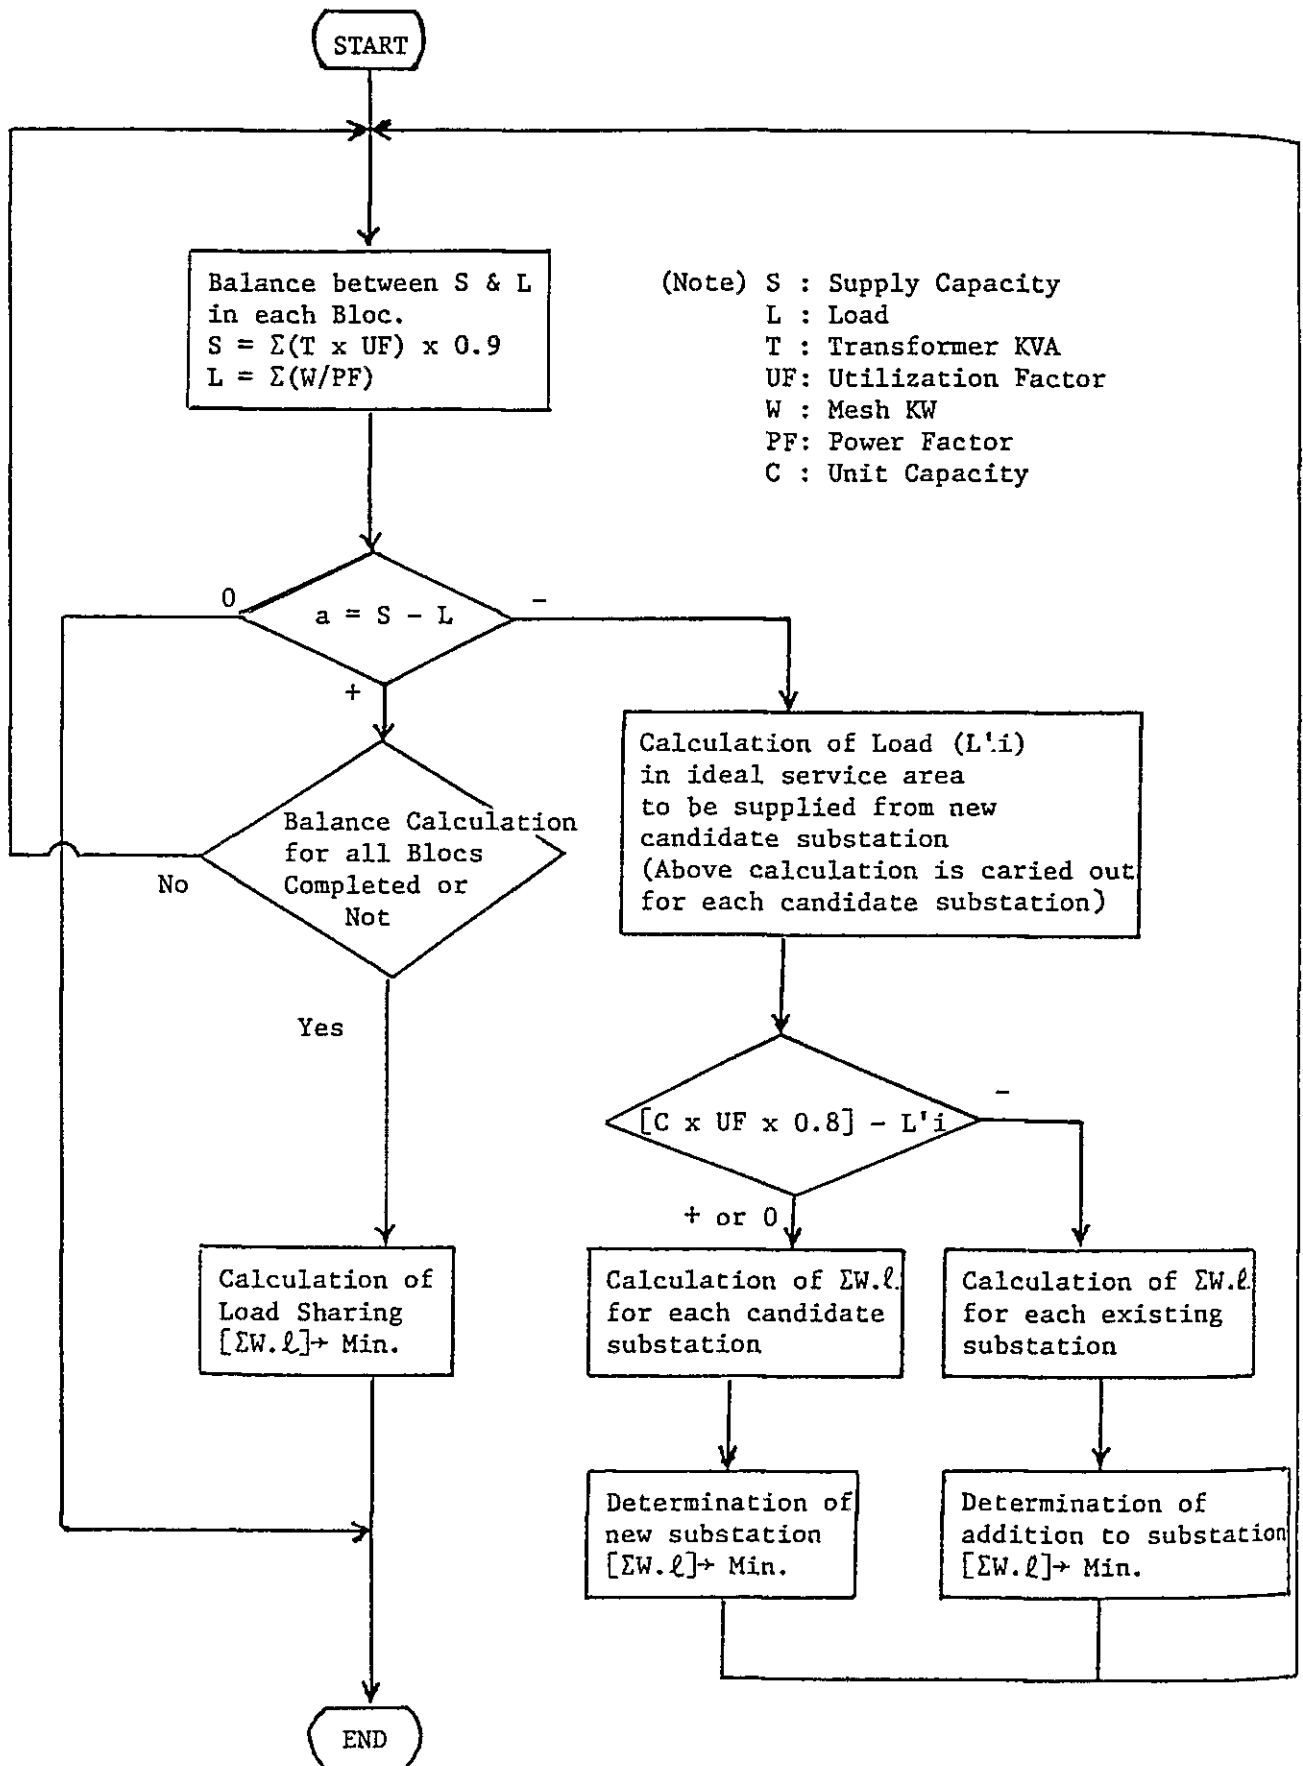 START
Balance between S & L
in each Bloc.
S = Σ(T x UF) x 0.9
L = Σ(W/PF)
(Note) S : Supply Capacity
L : Load
T : Transformer KVA
UF: Utilization Factor
W : Mesh KW
PF: Power Factor
C : Unit Capacity
0
a = S - L
-
+
Balance Calculation
for all Blocs
Completed or
Not
No
Yes
Calculation of Load (L'i)
in ideal service area
to be supplied from new
candidate substation
(Above calculation is caried out
for each candidate substation)
[C x UF x 0.8] - L'i
-
+ or 0
Calculation of
Load Sharing
[ΣW.ℓ]→ Min.
Calculation of ΣW.ℓ.
for each candidate
substation
Calculation of ΣW.ℓ.
for each existing
substation
Determination of
new substation
[ΣW.ℓ]→ Min.
Determination of
addition to substation
[ΣW.ℓ]→ Min.
END